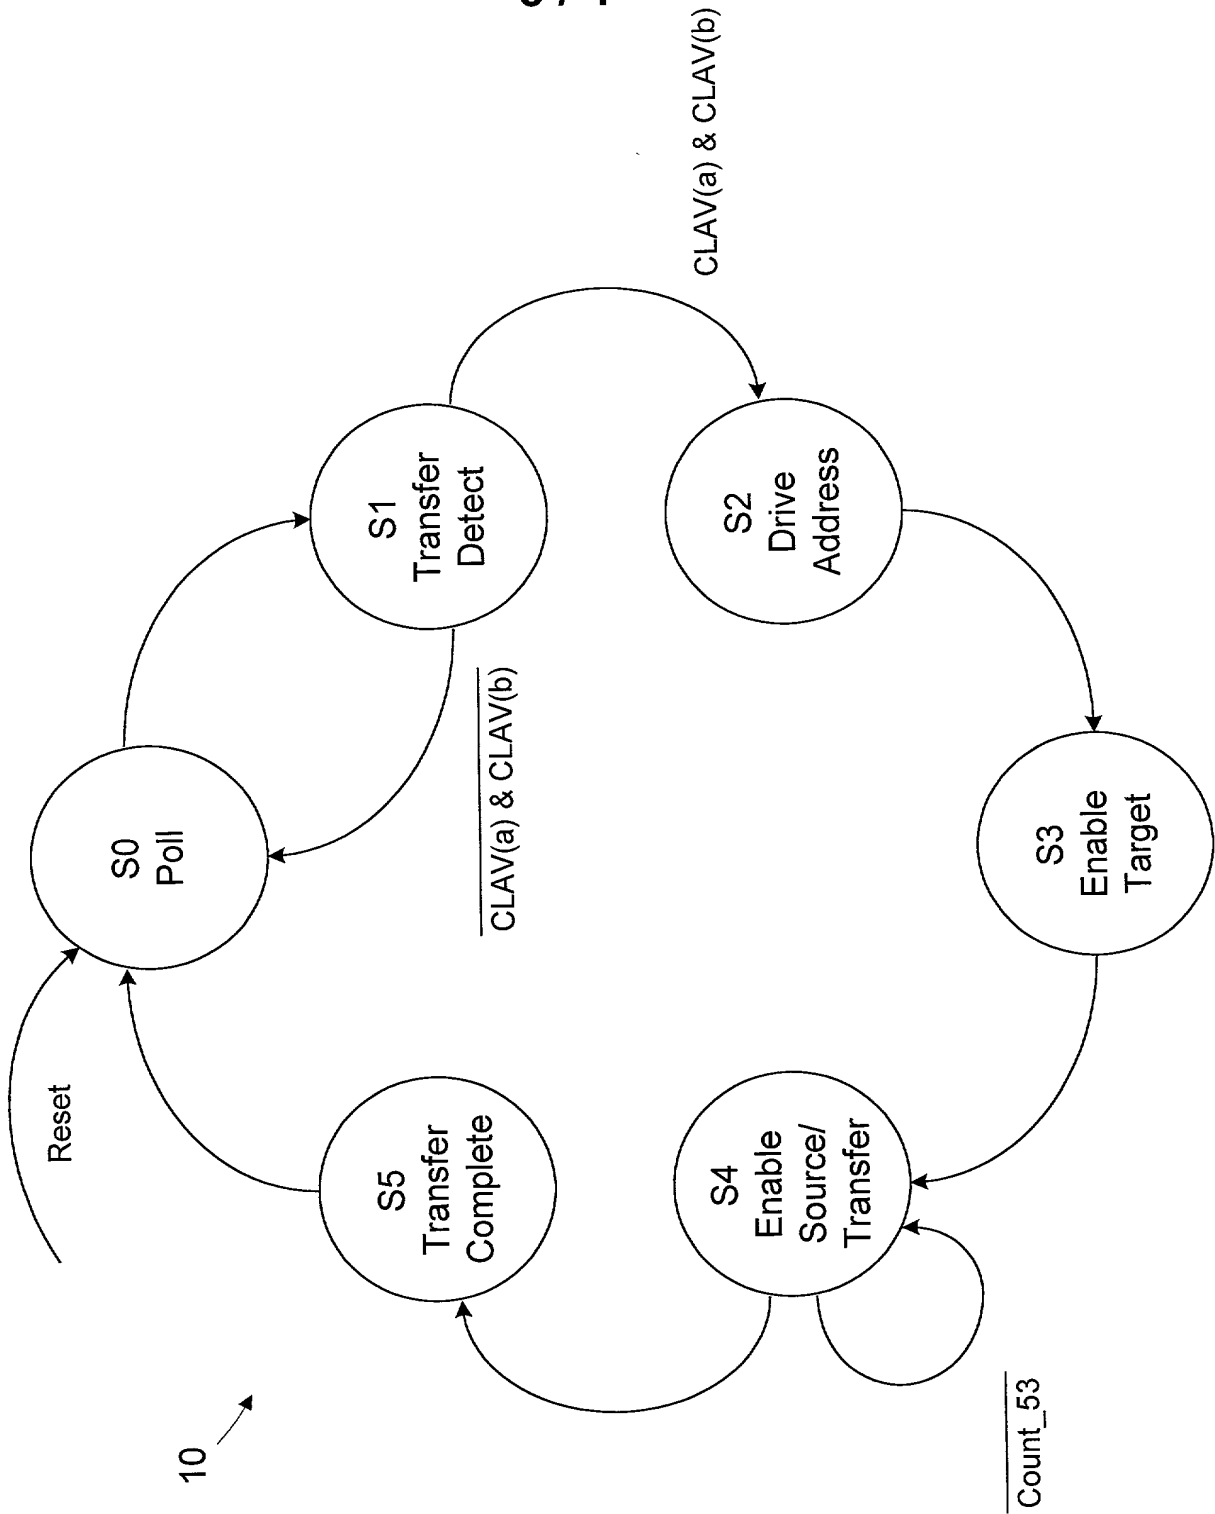 10
Reset
S0
Poll
S1
Transfer
Detect
CLAV(a) & CLAV(b)
CLAV(a) & CLAV(b)
S2
Drive
Address
S3
Enable
Target
S4
Enable
Source/
Transfer
Count_53
S5
Transfer
Complete